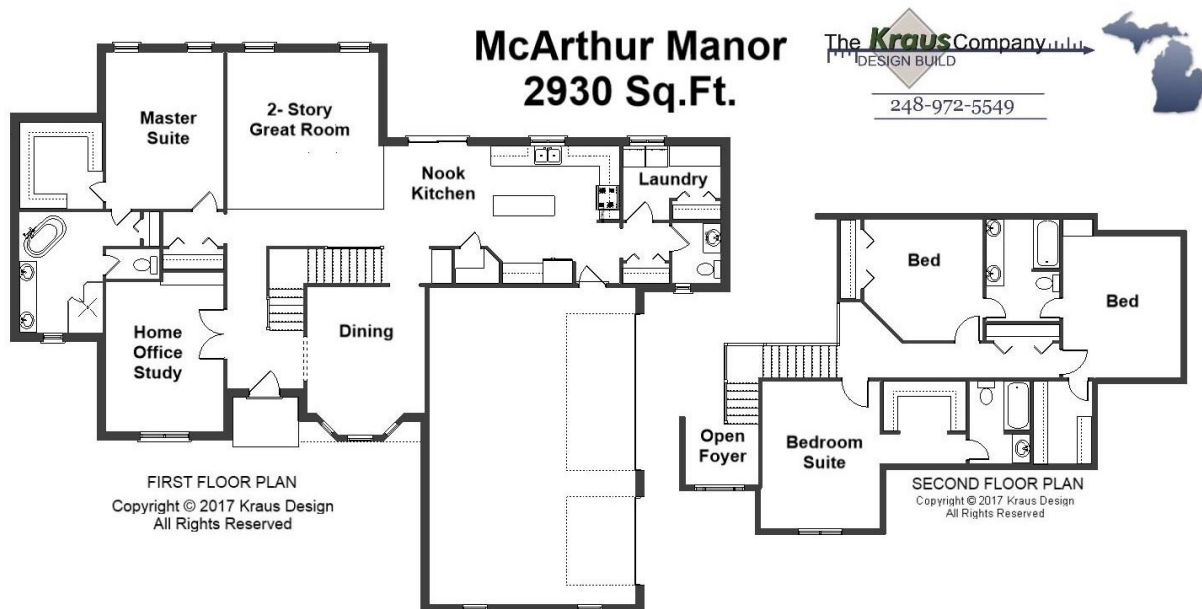 McArthur Manor
2930 Sq.Ft.
The Kraus Company
DESIGN BUILD
248-972-5549
Master
Suite
2- Story
Great Room
Nook
Kitchen
Laundry
Home
Office
Study
Dining
FIRST FLOOR PLAN
Copyright © 2017 Kraus Design
All Rights Reserved
Bed
Bed
Open
Foyer
Bedroom
Suite
SECOND FLOOR PLAN
Copyright © 2017 Kraus Design
All Rights Reserved